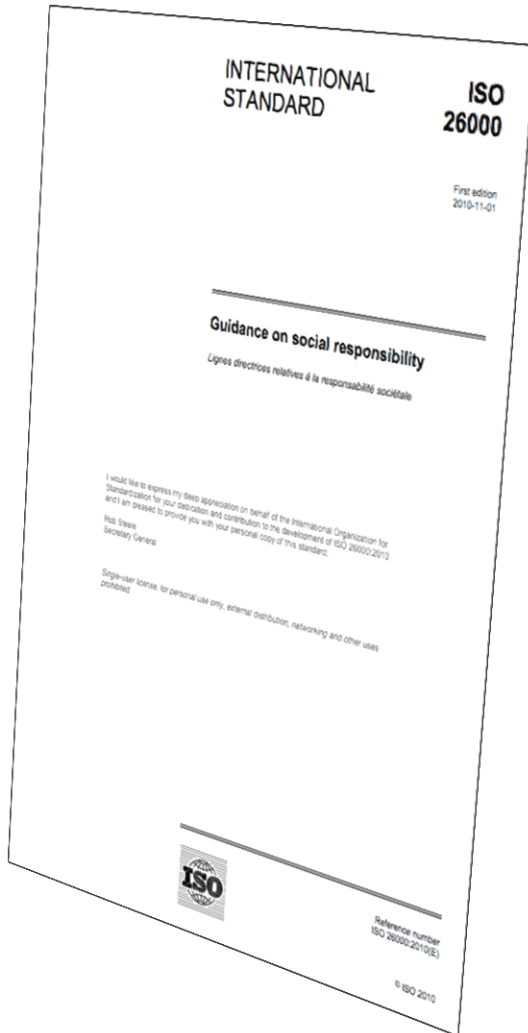 INTERNATIONAL
STANDARD
ISO
26000
First edition
2010-11-01
Guidance on social responsibility
Lignes directrices relatives à la responsabilité sociétale
I would like to express my deep appreciation on behalf of the International Organization for
Standardization for your dedication and contribution to the development of ISO 26000:2010
and I am pleased to provide you with your personal copy of this standard.
Rob Steele
Secretary General
Single-user license, for personal use only, external distribution, networking and other uses
prohibited
ISO
Reference number
ISO 26000:2010(E)
© ISO 2010